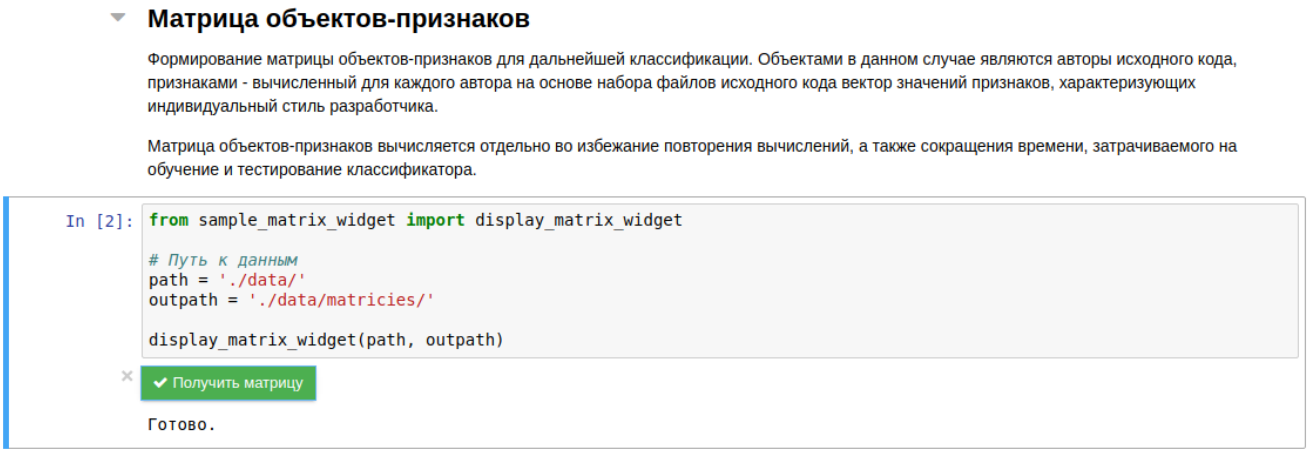 Матрица объектов-признаков
Формирование матрицы объектов-признаков для дальнейшей классификации. Объектами в данном случае являются авторы исходного кода,
признаками - вычисленный для каждого автора на основе набора файлов исходного кода вектор значений признаков, характеризующих
индивидуальный стиль разработчика.
Матрица объектов-признаков вычисляется отдельно во избежание повторения вычислений, а также сокращения времени, затрачиваемого на
обучение и тестирование классификатора.
In [2]: from sample_matrix_widget import display_matrix_widget
# Путь к данным
path = './data/'
outpath = './data/matricies/'
display_matrix_widget(path, outpath)
Получить матрицу
Готово.